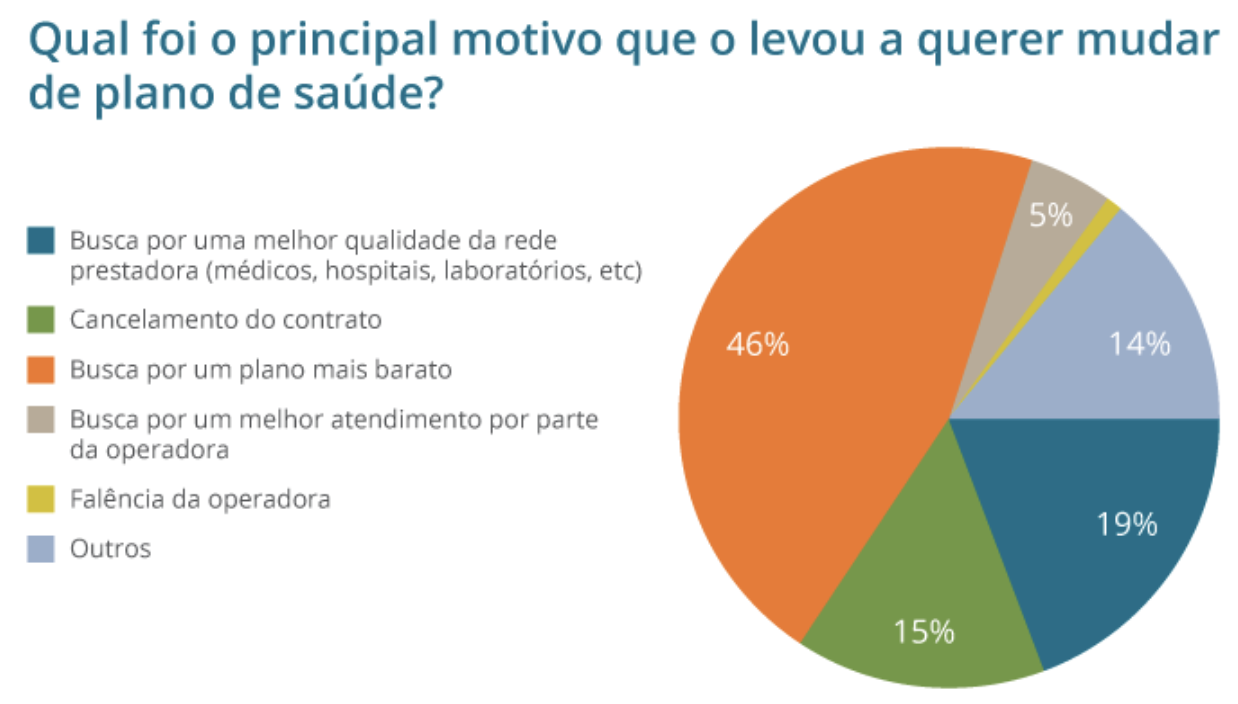 Qual foi o principal motivo que o levou a querer mudar
de plano de saúde?
Busca por uma melhor qualidade da rede
prestadora (médicos, hospitais, laboratórios, etc)
Cancelamento do contrato
Busca por um plano mais barato
Busca por um melhor atendimento por parte
da operadora
Falência da operadora
Outros
5%
46%
14%
19%
15%